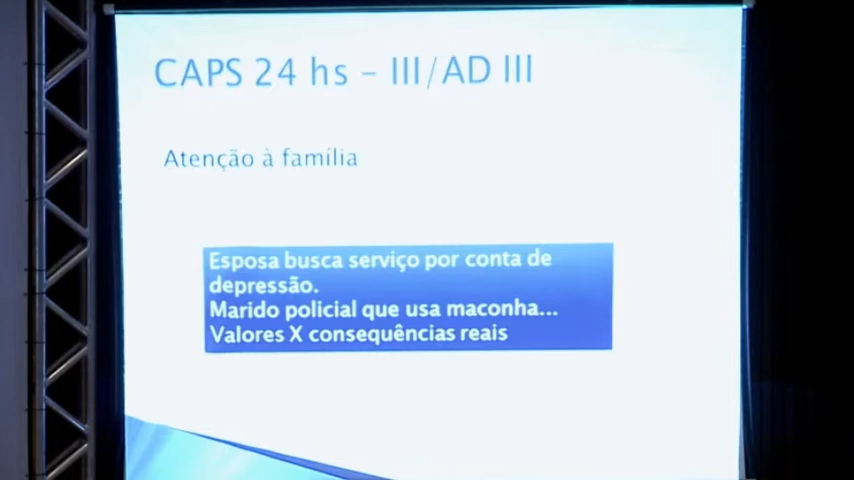 CAPS 24 hs – III/AD III
Atenção à família
Esposa busca serviço por conta de
depressão.
Marido policial que usa maconha...
Valores X consequências reais